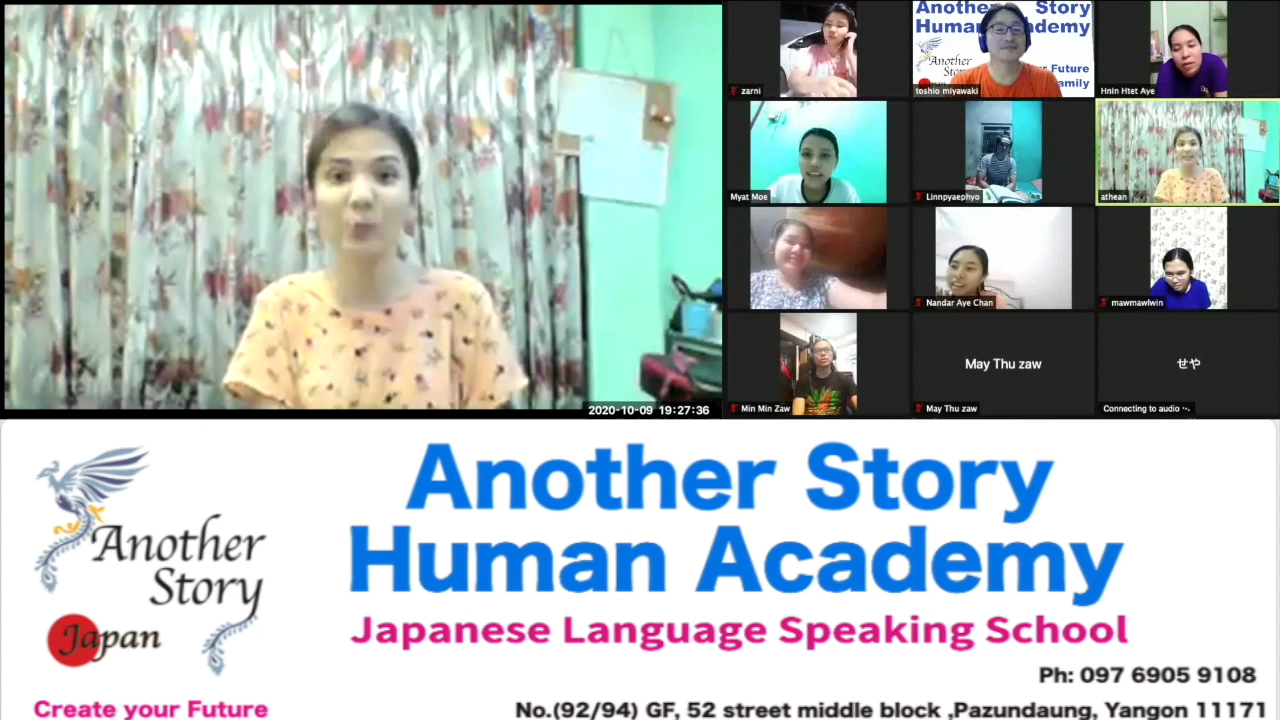 zarni
Another Story
Human Academy
Another
Story
Future
Family
toshio miyawaki
Hnin Htet Aye
Myat Moe
Linnpyaephyo
athean
Nandar Aye Chan
mawmawlwin
Min Min Zaw
May Thu zaw
May Thu zaw
せや
Connecting to audio
2020-10-09 19:27:36
Another
Story
Japan
Create your Future
Another Story
Human Academy
Japanese Language Speaking School
Ph: 097 6905 9108
No.(92/94) GF, 52 street middle block ,Pazundaung, Yangon 11171